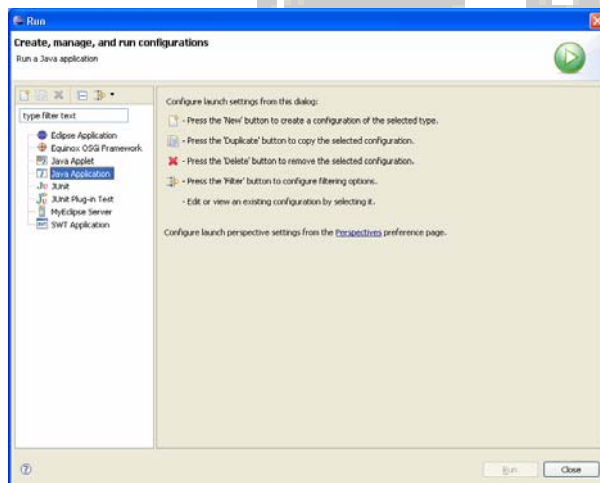 Run
Create, manage, and run configurations
Run a Java application
type filter text
Eclipse Application
Equinox OSGi Framework
Java Applet
Java Application
JUnit
JUnit Plug-in Test
MyEclipse Server
SWT Application
Configure launch settings from this dialog:
- Press the 'New' button to create a configuration of the selected type.
- Press the 'Duplicate' button to copy the selected configuration.
- Press the 'Delete' button to remove the selected configuration.
- Press the 'Filter' button to configure filtering options.
- Edit or view an existing configuration by selecting it.
Configure launch perspective settings from the Perspectives preference page.
Run
Close